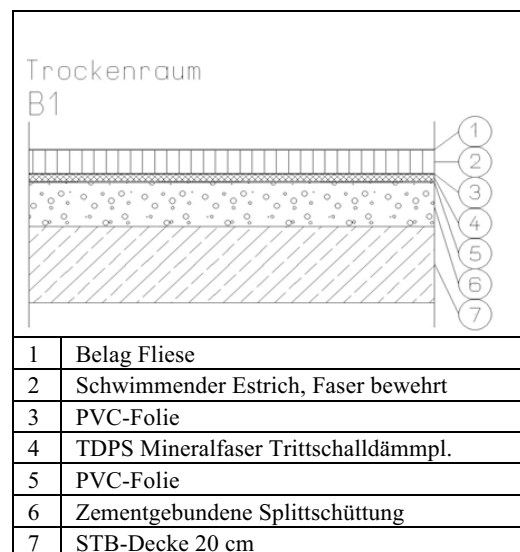 Trockenraum
B1
1
2
3
4
5
6
7
1 Belag Fliese
2 Schwimmender Estrich, Faser bewehrt
3 PVC-Folie
4 TDPS Mineralfaser Trittschalldämmpl.
5 PVC-Folie
6 Zementgebundene Splittschüttung
7 STB-Decke 20 cm